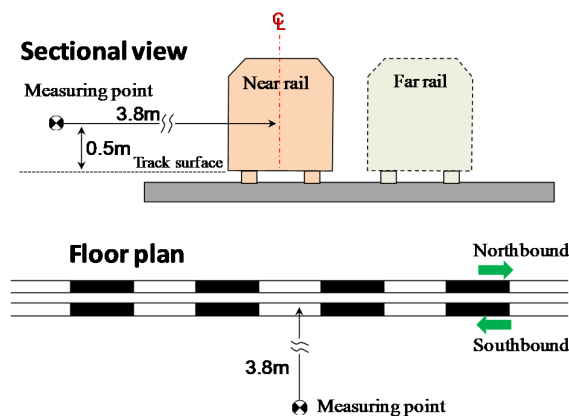 ℄
Sectional view
Near rail
Far rail
Measuring point
3.8m
0.5m
Track surface
Floor plan
Northbound
Southbound
3.8m
Measuring point